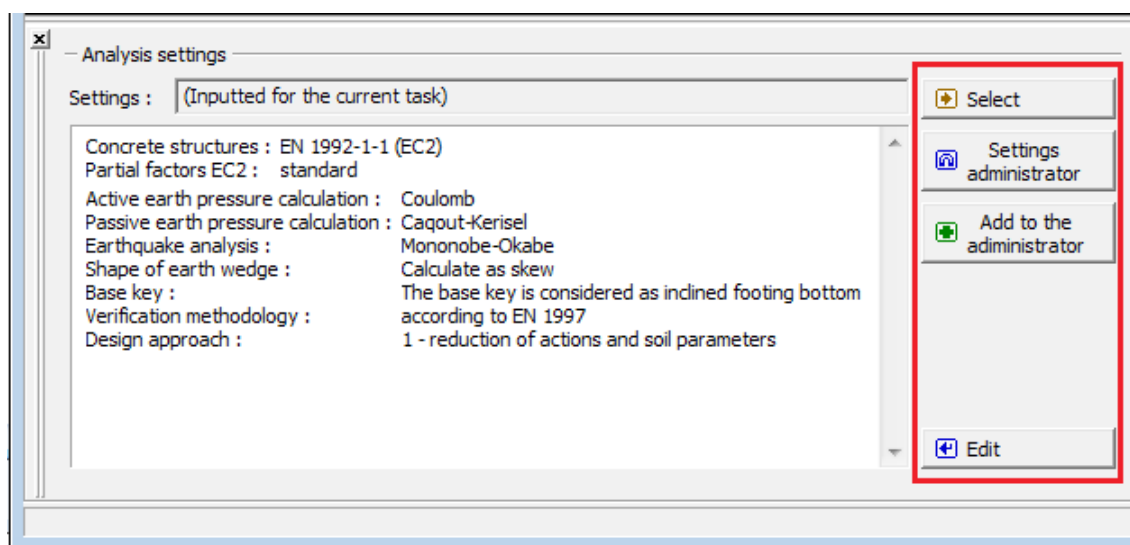 Analysis settings
Settings : (Inputted for the current task)
Concrete structures : EN 1992-1-1 (EC2)
Partial factors EC2 : standard
Active earth pressure calculation : Coulomb
Passive earth pressure calculation : Caqout-Kerisel
Earthquake analysis : Mononobe-Okabe
Shape of earth wedge : Calculate as skew
Base key : The base key is considered as inclined footing bottom
Verification methodology : according to EN 1997
Design approach : 1 - reduction of actions and soil parameters
Select
Settings
administrator
Add to the
adiministrator
Edit